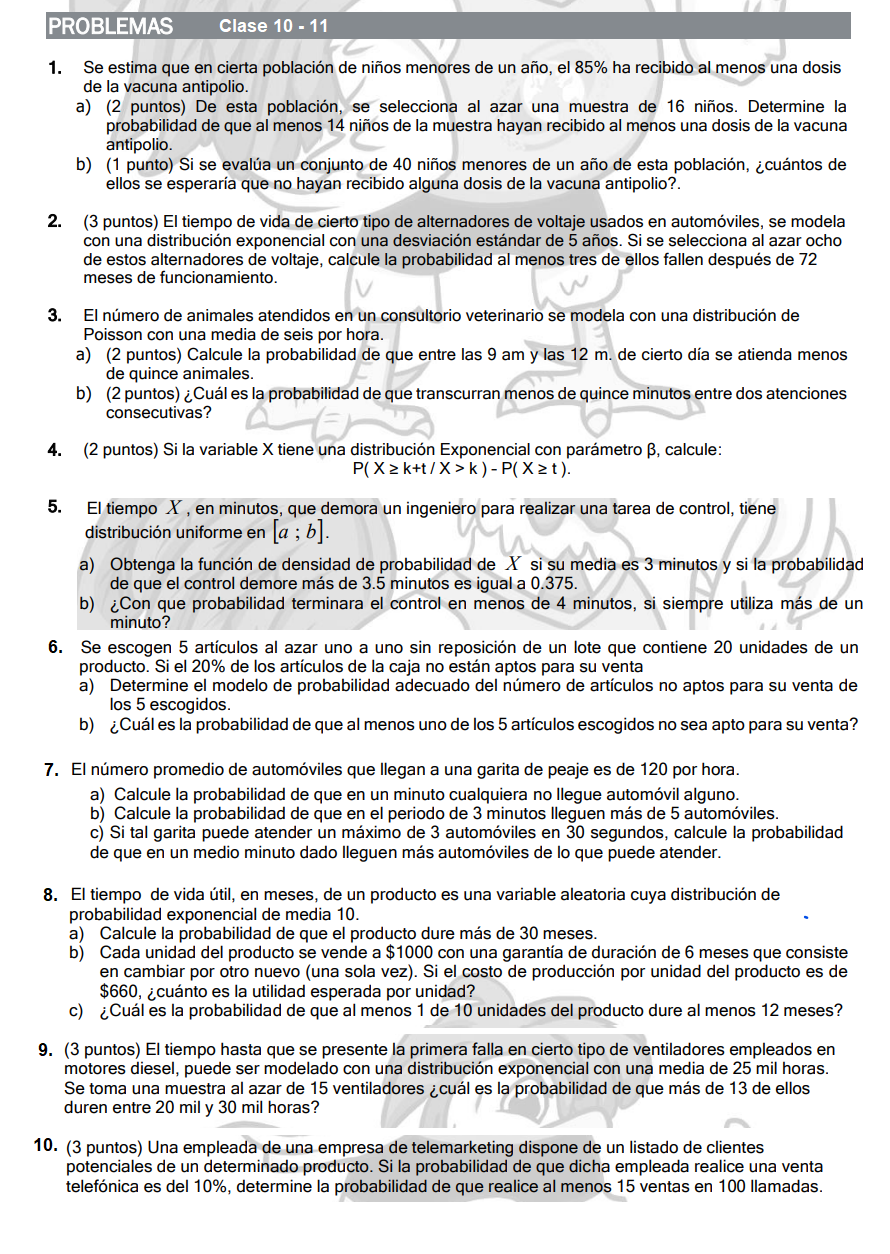 PROBLEMAS Clase 10 - 11
1. Se estima que en cierta población de niños menores de un año, el 85% ha recibido al menos una dosis
de la vacuna antipolio.
a) (2 puntos) De esta población, se selecciona al azar una muestra de 16 niños. Determine la
probabilidad de que al menos 14 niños de la muestra hayan recibido al menos una dosis de la vacuna
antipolio.
b) (1 punto) Si se evalúa un conjunto de 40 niños menores de un año de esta población, ¿cuántos de
ellos se esperaría que no hayan recibido alguna dosis de la vacuna antipolio?.
2. (3 puntos) El tiempo de vida de cierto tipo de alternadores de voltaje usados en automóviles, se modela
con una distribución exponencial con una desviación estándar de 5 años. Si se selecciona al azar ocho
de estos alternadores de voltaje, calcule la probabilidad al menos tres de ellos fallen después de 72
meses de funcionamiento.
3. El número de animales atendidos en un consultorio veterinario se modela con una distribución de
Poisson con una media de seis por hora.
a) (2 puntos) Calcule la probabilidad de que entre las 9 am y las 12 m. de cierto día se atienda menos
de quince animales.
b) (2 puntos) ¿Cuál es la probabilidad de que transcurran menos de quince minutos entre dos atenciones
consecutivas?
4. (2 puntos) Si la variable X tiene una distribución Exponencial con parámetro β, calcule:
P( X ≥ k+t / X > k ) - P( X ≥ t ).
5. El tiempo X , en minutos, que demora un ingeniero para realizar una tarea de control, tiene
distribución uniforme en [a ; b].
a) Obtenga la función de densidad de probabilidad de X si su media es 3 minutos y si la probabilidad
de que el control demore más de 3.5 minutos es igual a 0.375.
b) ¿Con que probabilidad terminara el control en menos de 4 minutos, si siempre utiliza más de un
minuto?
6. Se escogen 5 artículos al azar uno a uno sin reposición de un lote que contiene 20 unidades de un
producto. Si el 20% de los artículos de la caja no están aptos para su venta
a) Determine el modelo de probabilidad adecuado del número de artículos no aptos para su venta de
los 5 escogidos.
b) ¿Cuál es la probabilidad de que al menos uno de los 5 artículos escogidos no sea apto para su venta?
7. El número promedio de automóviles que llegan a una garita de peaje es de 120 por hora.
a) Calcule la probabilidad de que en un minuto cualquiera no llegue automóvil alguno.
b) Calcule la probabilidad de que en el periodo de 3 minutos lleguen más de 5 automóviles.
c) Si tal garita puede atender un máximo de 3 automóviles en 30 segundos, calcule la probabilidad
de que en un medio minuto dado lleguen más automóviles de lo que puede atender.
8. El tiempo de vida útil, en meses, de un producto es una variable aleatoria cuya distribución de
probabilidad exponencial de media 10.
a) Calcule la probabilidad de que el producto dure más de 30 meses.
b) Cada unidad del producto se vende a $1000 con una garantía de duración de 6 meses que consiste
en cambiar por otro nuevo (una sola vez). Si el costo de producción por unidad del producto es de
$660, ¿cuánto es la utilidad esperada por unidad?
c) ¿Cuál es la probabilidad de que al menos 1 de 10 unidades del producto dure al menos 12 meses?
9. (3 puntos) El tiempo hasta que se presente la primera falla en cierto tipo de ventiladores empleados en
motores diesel, puede ser modelado con una distribución exponencial con una media de 25 mil horas.
Se toma una muestra al azar de 15 ventiladores ¿cuál es la probabilidad de que más de 13 de ellos
duren entre 20 mil y 30 mil horas?
10. (3 puntos) Una empleada de una empresa de telemarketing dispone de un listado de clientes
potenciales de un determinado producto. Si la probabilidad de que dicha empleada realice una venta
telefónica es del 10%, determine la probabilidad de que realice al menos 15 ventas en 100 llamadas.